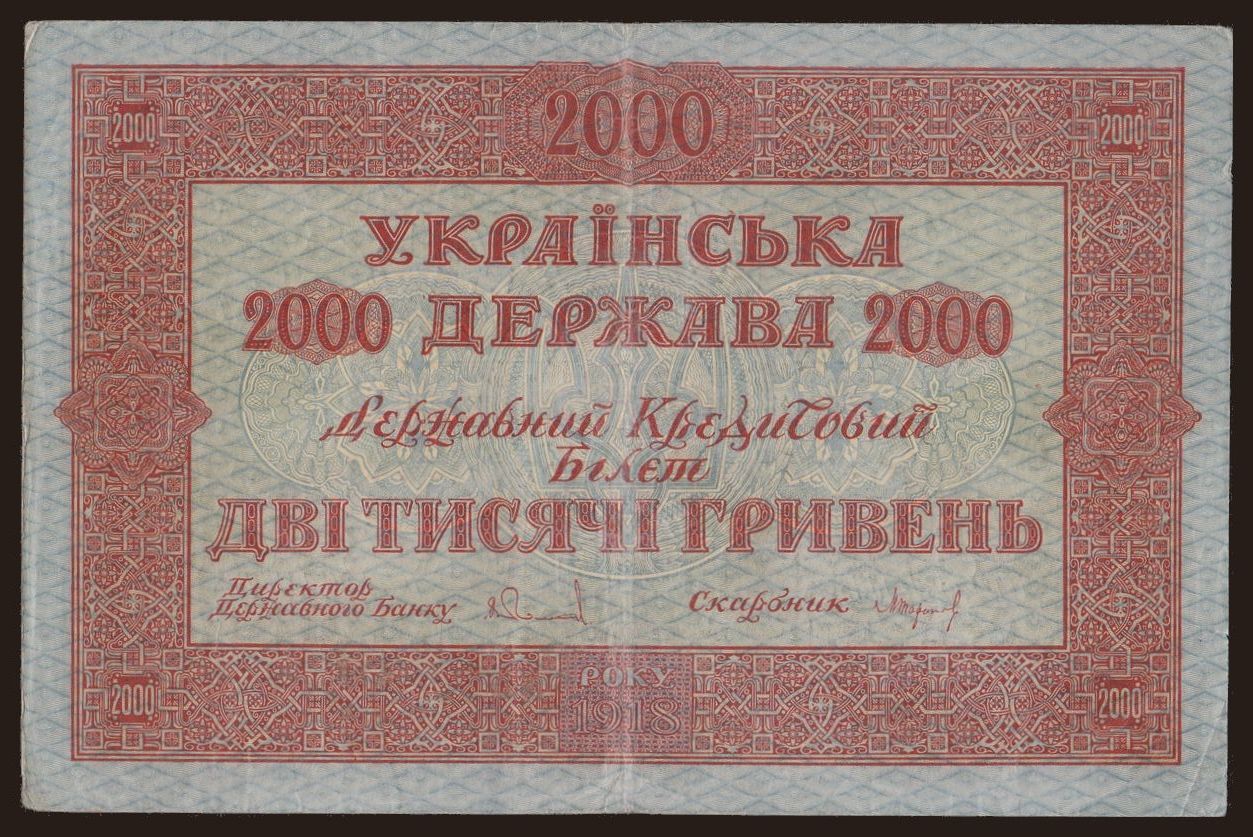 2000
2000 2000
УКРАЇНСЬКА
2000 ДЕРЖАВА 2000
Державний Кредитовий
Білєт
ДВІ ТИСЯЧІ ГРИВЕНЬ
Директор
Державного Банку
Скарбник
2000 2000
РОКУ
1918